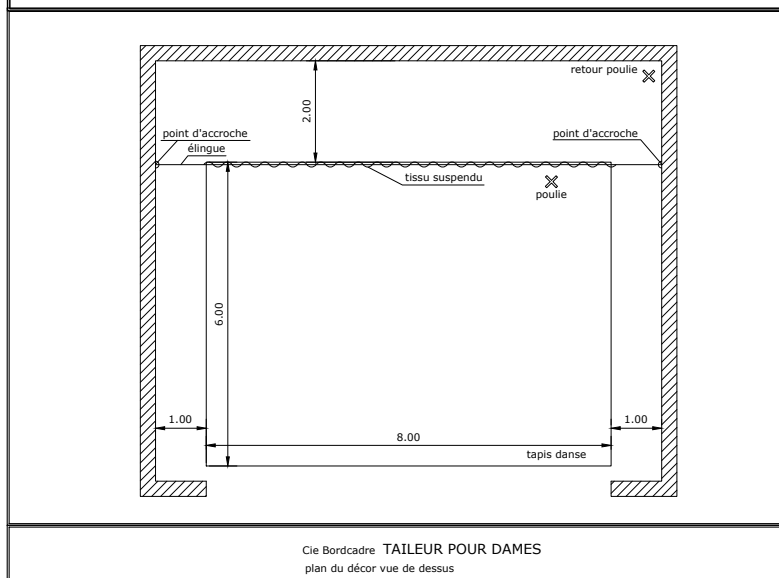 retour poulie
2.00
point d'accroche
point d'accroche
élingue
tissu suspendu
poulie
6.00
1.00
1.00
8.00
tapis danse
Cie Bordcadre TAILEUR POUR DAMES
plan du décor vue de dessus